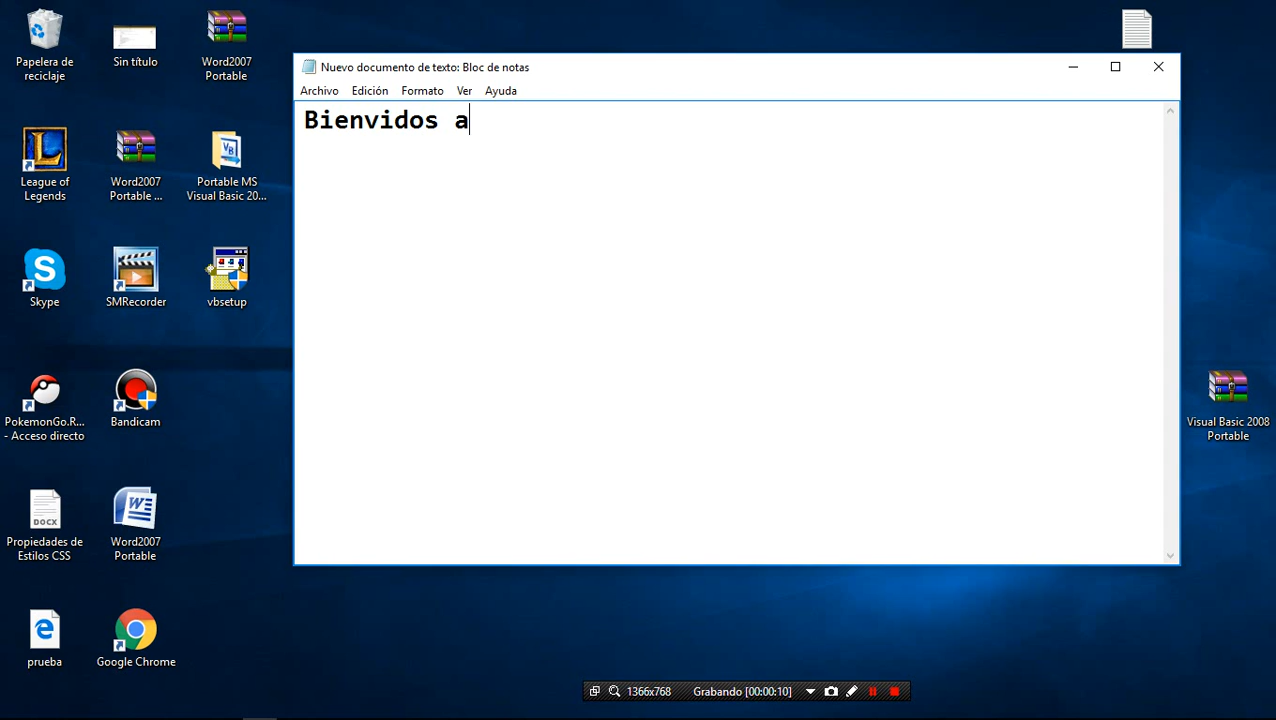 Papelera de
reciclaje
Sin título
Word2007
Portable
League of
Legends
Word2007
Portable ...
Portable MS
Visual Basic 20...
Skype
SMRecorder
vbsetup
PokemonGo.R...
- Acceso directo
Bandicam
Propiedades de
Estilos CSS
DOCX
Word2007
Portable
prueba
Google Chrome
Nuevo documento de texto: Bloc de notas
Archivo Edición Formato Ver Ayuda
Bienvidos a
Visual Basic 2008
Portable
1366x768 Grabando [00:00:10]